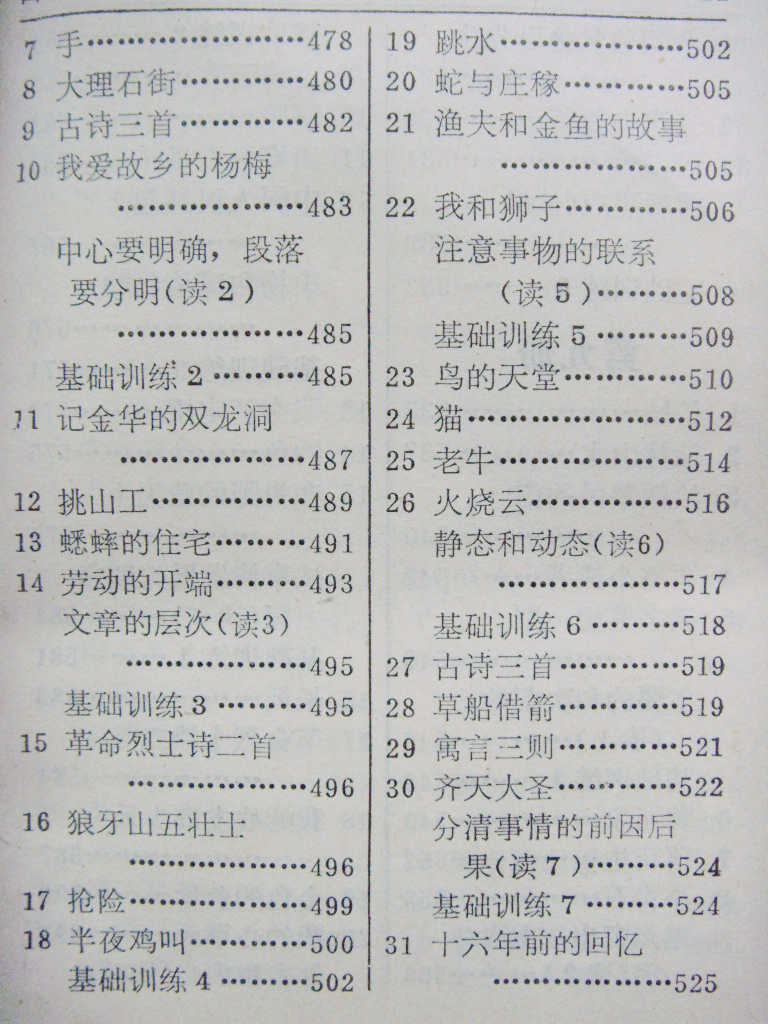 7 手……………………478
8 大理石街…………480
9 古诗三首…………482
10 我爱故乡的杨梅
………………483
中心要明确，段落
要分明(读2)
………………485
基础训练2…………485
11 记金华的双龙洞
………………487
12 挑山工……………489
13 蟋蟀的住宅………491
14 劳动的开端………493
文章的层次(读3)
………………495
基础训练3………495
15 革命烈士诗二首
………………496
16 狼牙山五壮士
………………496
17 抢险………………499
18 半夜鸡叫…………500
基础训练4………502
19 跳水………………502
20 蛇与庄稼…………505
21 渔夫和金鱼的故事
………………505
22 我和狮子…………506
注意事物的联系
(读5)………508
基础训练5………509
23 鸟的天堂…………510
24 猫…………………512
25 老牛………………514
26 火烧云……………516
静态和动态(读6)
………………517
基础训练6………518
27 古诗三首…………519
28 草船借箭…………519
29 寓言三则…………521
30 齐天大圣…………522
分清事情的前因后
果(读7)………524
基础训练7………524
31 十六年前的回忆
………………525